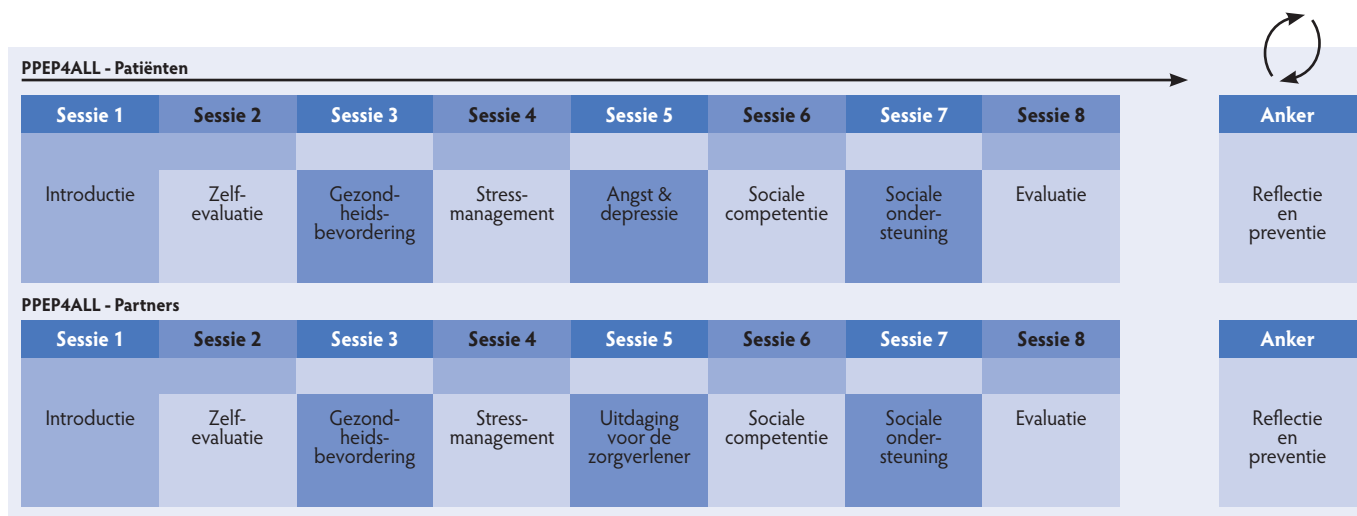 PPEP4ALL - Patiënten
Sessie 1 Sessie 2 Sessie 3 Sessie 4 Sessie 5 Sessie 6 Sessie 7 Sessie 8 Anker
Introductie
Zelf-
evaluatie
Gezond-
heids-
bevordering
Stress-
management
Angst &
depressie
Sociale
competentie
Sociale
onder-
steuning
Evaluatie
Reflectie
en
preventie
PPEP4ALL - Partners
Sessie 1 Sessie 2 Sessie 3 Sessie 4 Sessie 5 Sessie 6 Sessie 7 Sessie 8 Anker
Introductie
Zelf-
evaluatie
Gezond-
heids-
bevordering
Stress-
management
Uitdaging
voor de
zorgverlener
Sociale
competentie
Sociale
onder-
steuning
Evaluatie
Reflectie
en
preventie